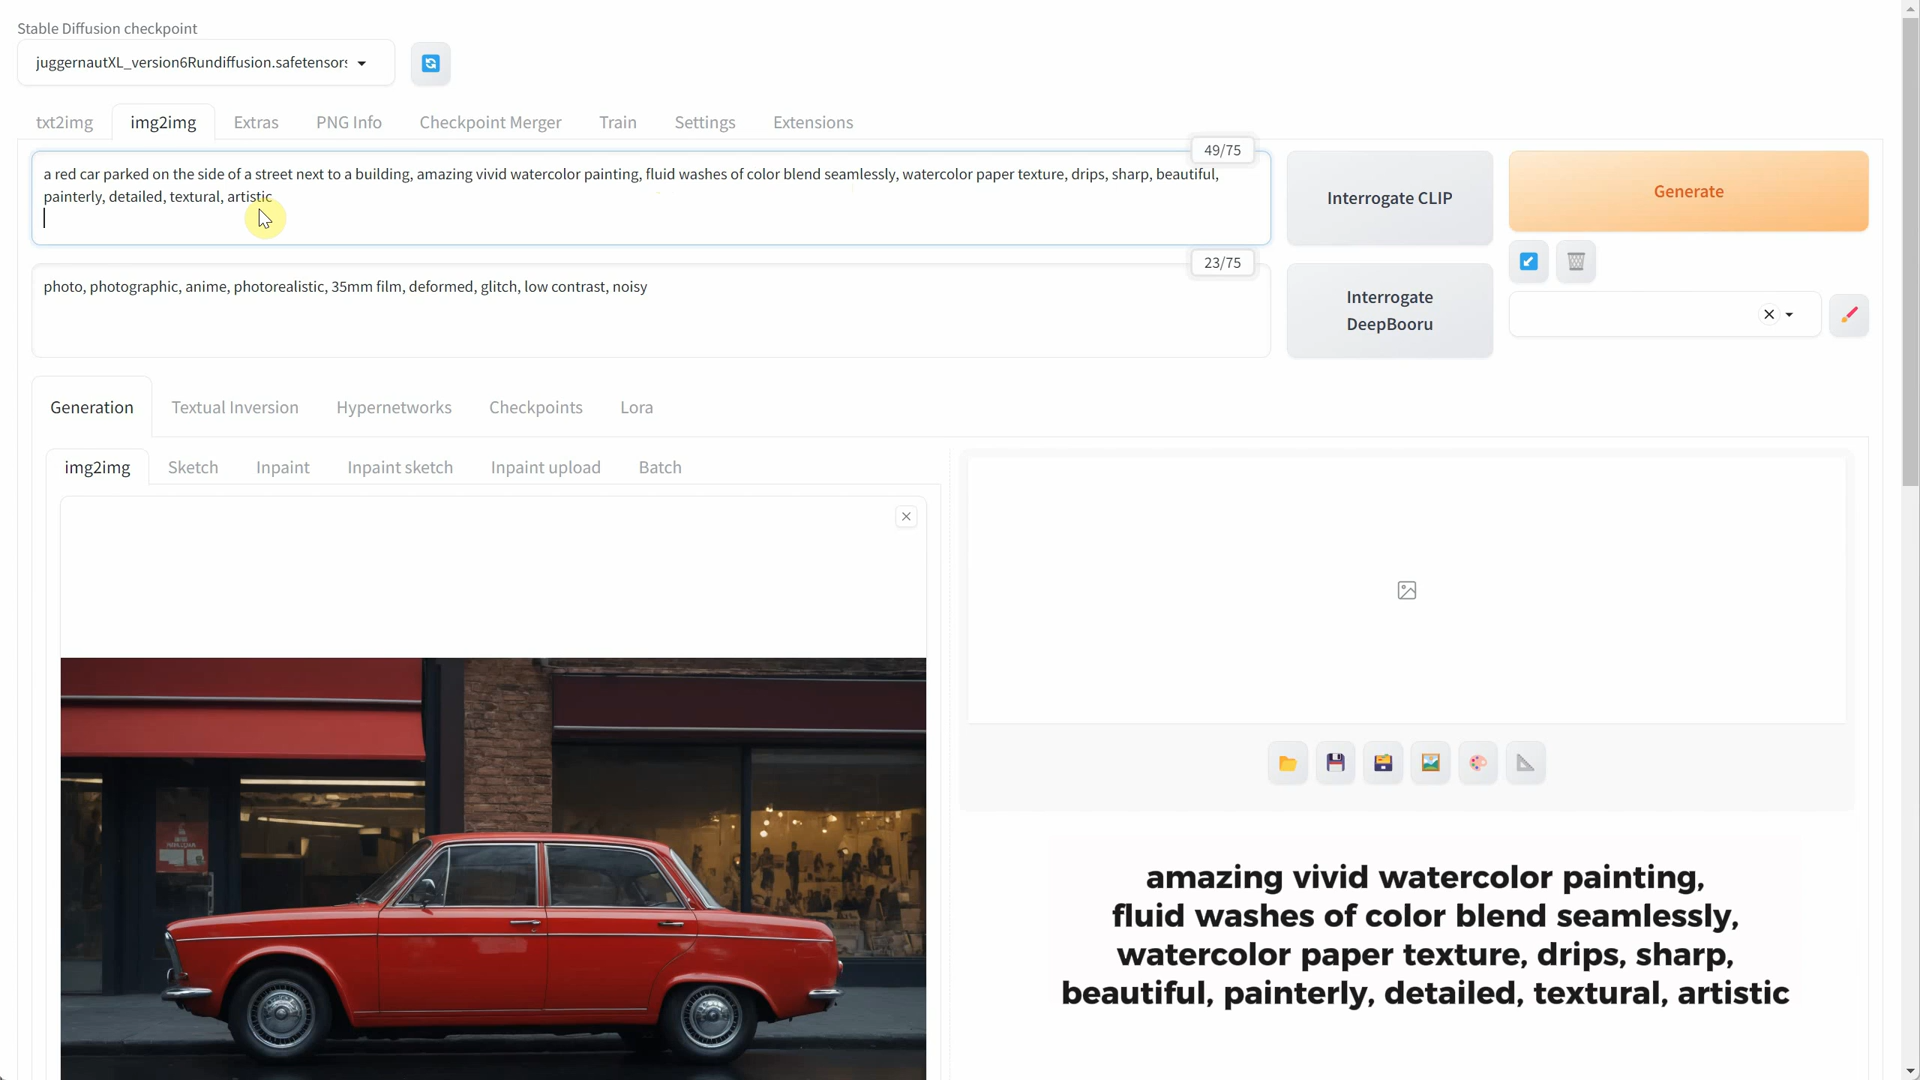 Stable Diffusion checkpoint
juggernautXL_version6Rundiffusion.safetensors
txt2img
img2img
Extras
PNG Info
Checkpoint Merger
Train
Settings
Extensions
49/75
a red car parked on the side of a street next to a building, amazing vivid watercolor painting, fluid washes of color blend seamlessly, watercolor paper texture, drips, sharp, beautiful,
painterly, detailed, textural, artistic
Interrogate CLIP
Generate
23/75
photo, photographic, anime, photorealistic, 35mm film, deformed, glitch, low contrast, noisy
Interrogate
DeepBooru
Generation
Textual Inversion
Hypernetworks
Checkpoints
Lora
img2img
Sketch
Inpaint
Inpaint sketch
Inpaint upload
Batch
amazing vivid watercolor painting,
fluid washes of color blend seamlessly,
watercolor paper texture, drips, sharp,
beautiful, painterly, detailed, textural, artistic